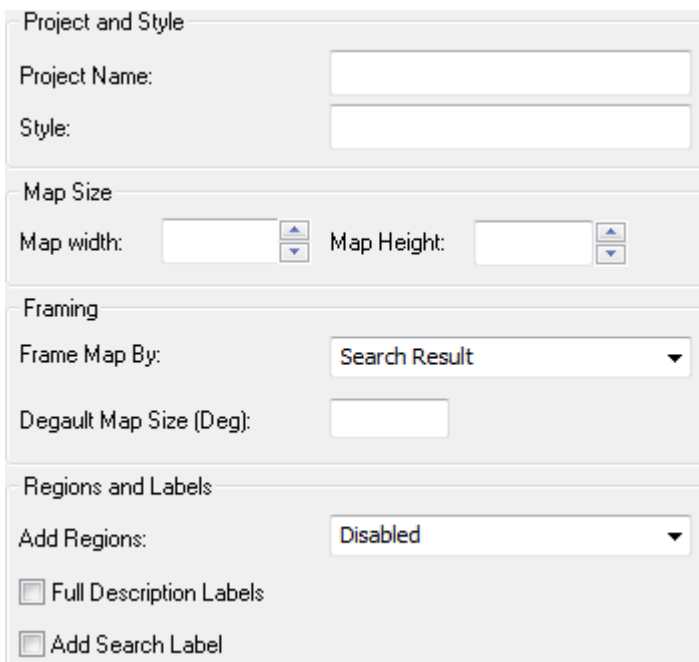 Project and Style
Project Name:
Style:
Map Size
Map width: Map Height:
Framing
Frame Map By: Search Result
Degault Map Size (Deg):
Regions and Labels
Add Regions: Disabled
Full Description Labels
Add Search Label